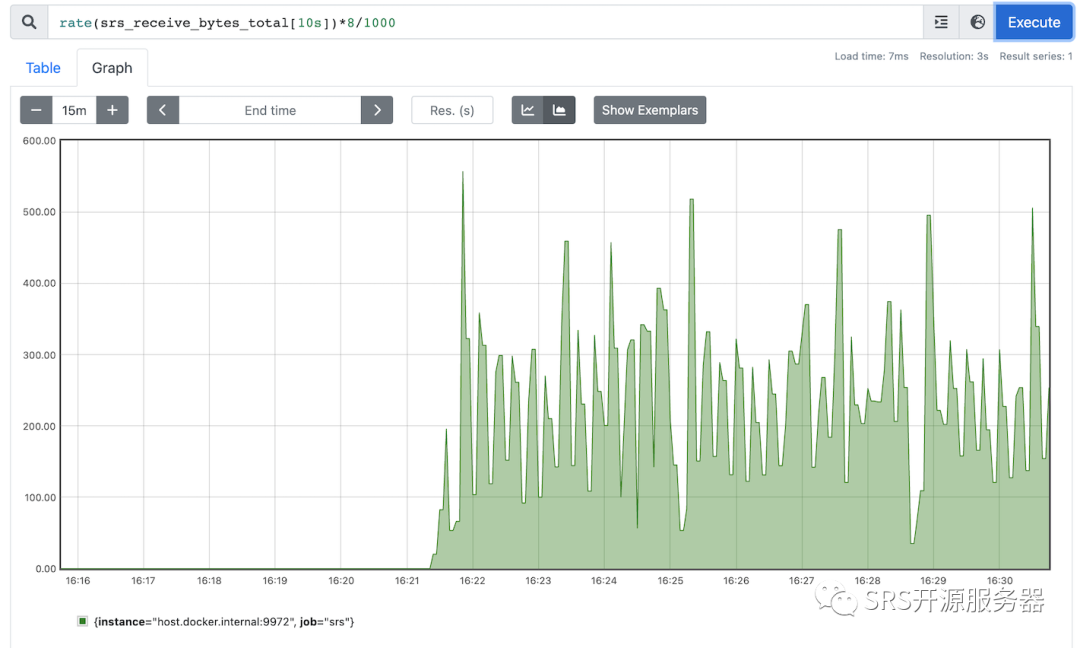 rate(srs_receive_bytes_total[10s])*8/1000
Execute
Table
Graph
Load time: 7ms Resolution: 3s Result series: 1
15m
End time
Res. (s)
Show Exemplars
600.00
500.00
400.00
300.00
200.00
100.00
0.00
16:16 16:17 16:18 16:19 16:20 16:21 16:22 16:23 16:24 16:25 16:26 16:27 16:28 16:29 16:30
SRS开源服务器
{instance="host.docker.internal:9972", job="srs"}